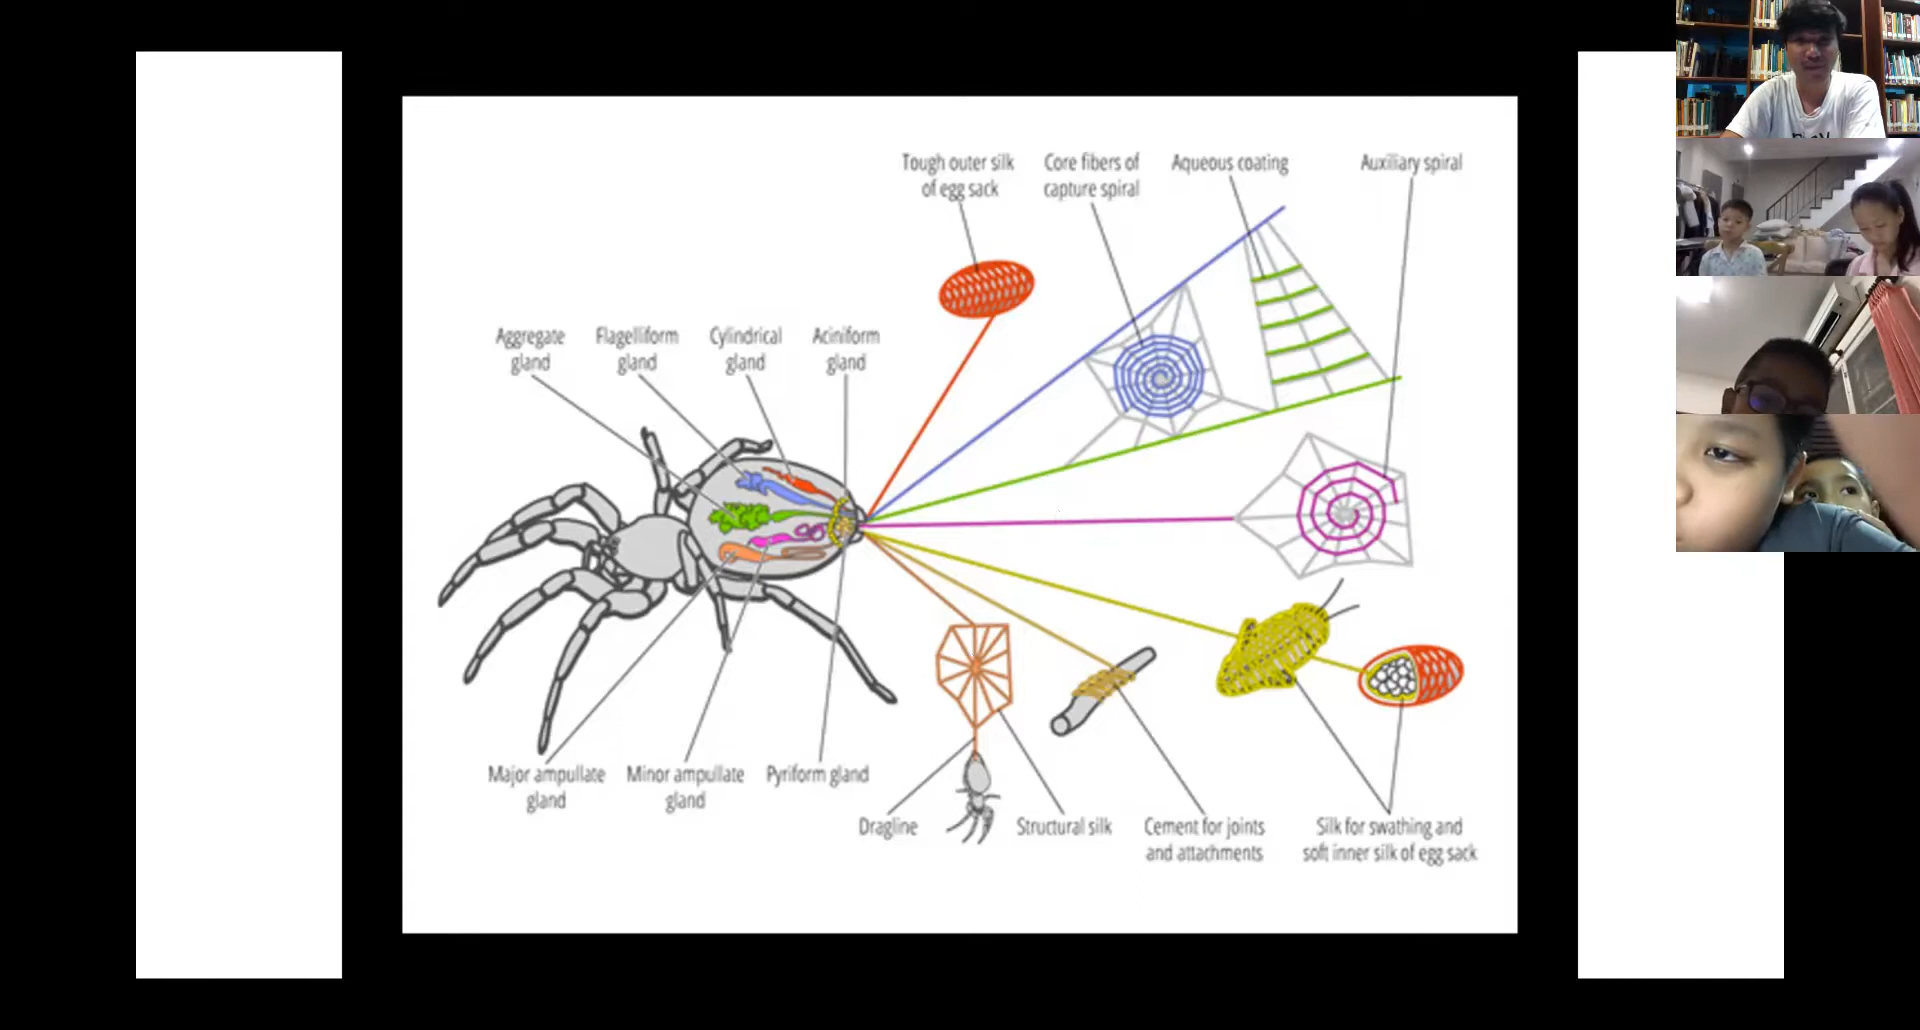 Tough outer silk
of egg sack
Core fibers of
capture spiral
Aqueous coating
Auxiliary spiral
Aggregate
gland
Flagelliform
gland
Cylindrical
gland
Aciniform
gland
Major ampullate
gland
Minor ampullate
gland
Pyriform gland
Dragline
Structural silk
Cement for joints
and attachments
Silk for swathing and
soft inner silk of egg sack